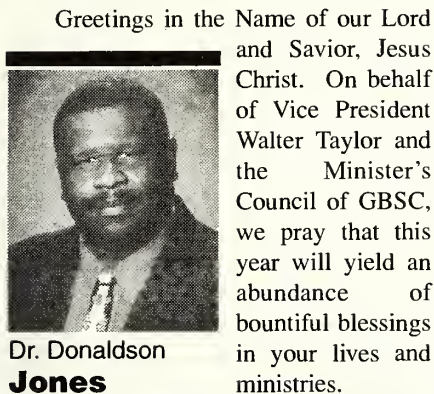 Greetings in the Name of our Lord
and Savior, Jesus
Christ. On behalf
of Vice President
Walter Taylor and
the Minister's
Council of GBSC,
we pray that this
year will yield an
abundance of
bountiful blessings
in your lives and
ministries.
Dr. Donaldson
Jones